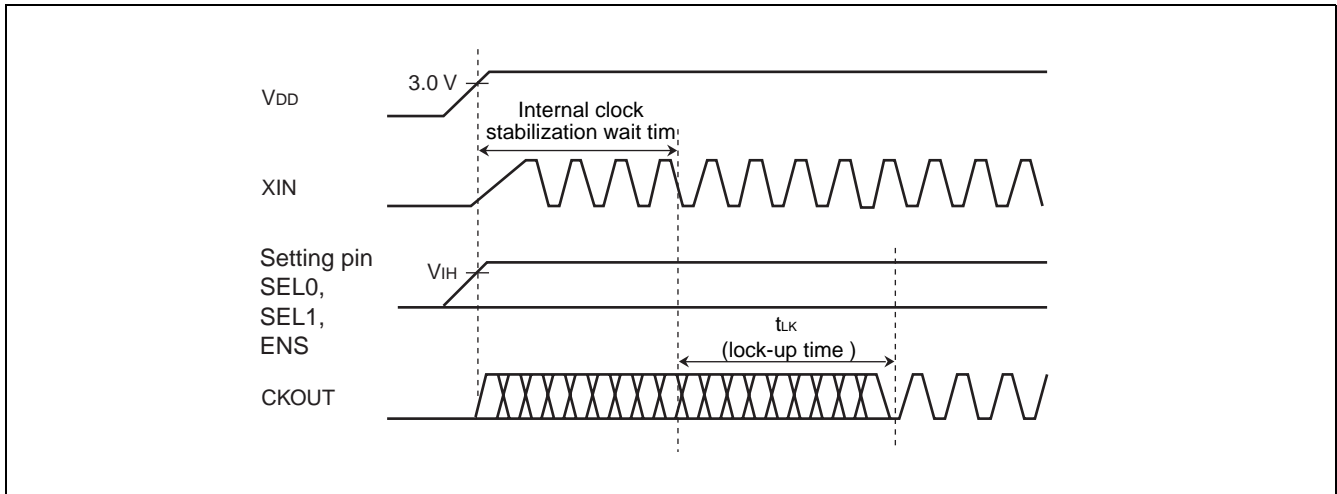 3.0 V
VDD
Internal clock
stabilization wait tim
XIN
Setting pin
SEL0,
SEL1,
ENS
VIH
tLK
(lock-up time )
CKOUT